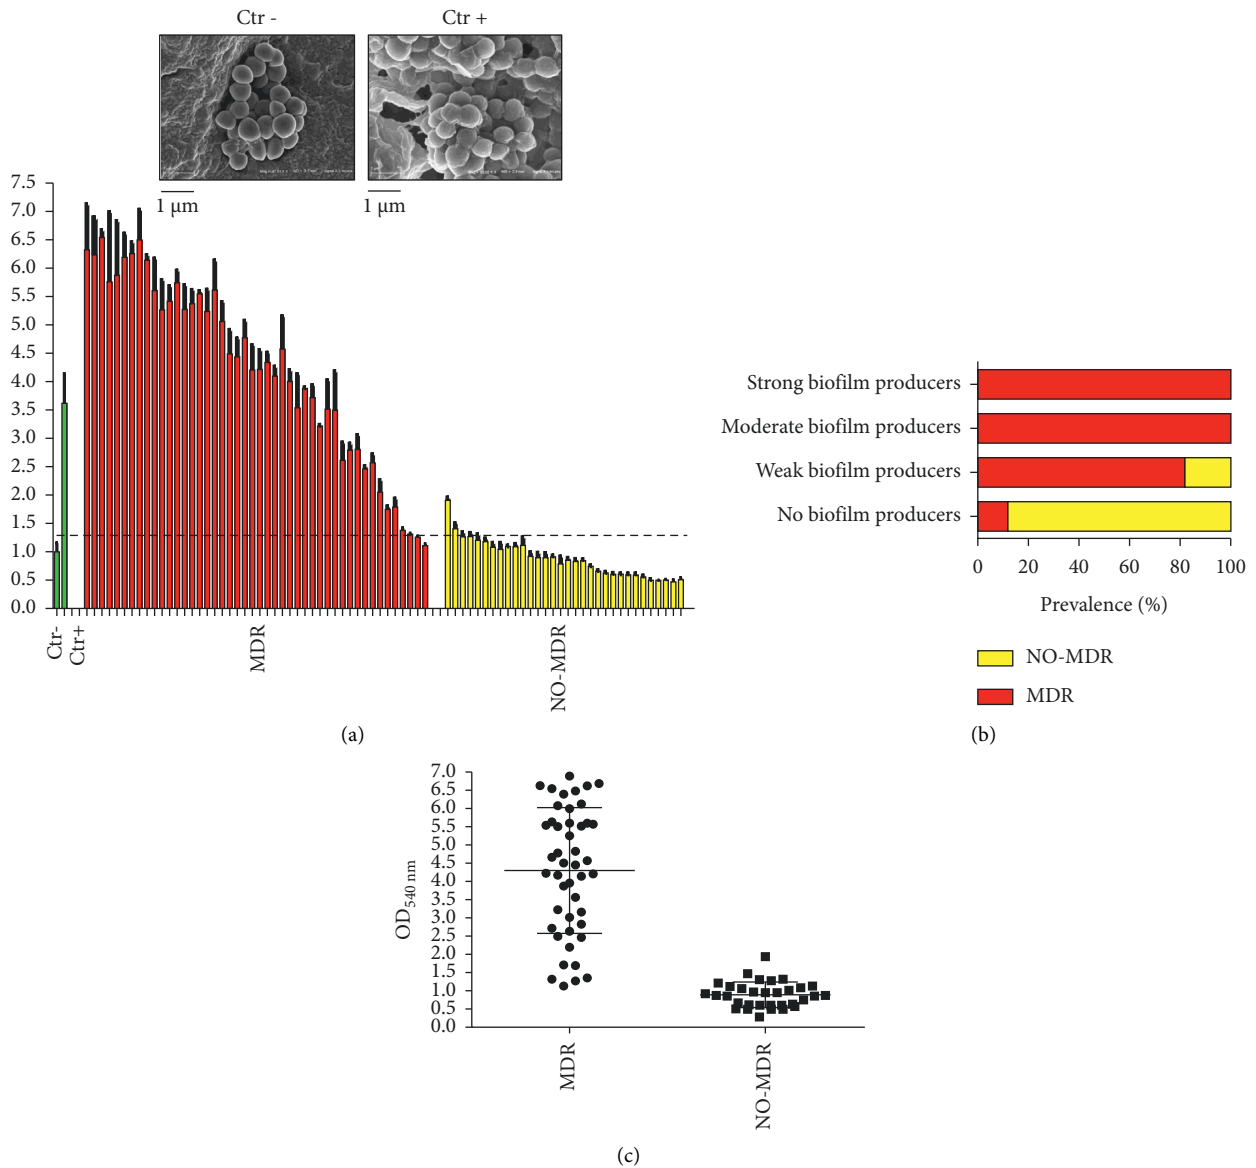 Ctr -
Ctr +
1 µm
1 µm
7.5
7.0
6.5
6.0
5.5
5.0
4.5
4.0
3.5
3.0
2.5
2.0
1.5
1.0
0.5
0.0
Ctr-
Ctr+
MDR
NO-MDR
(a)
Strong biofilm producers
Moderate biofilm producers
Weak biofilm producers
No biofilm producers
0 20 40 60 80 100
Prevalence (%)
NO-MDR
MDR
(b)
7.0
6.5
6.0
5.5
5.0
4.5
4.0
3.5
3.0
2.5
2.0
1.5
1.0
0.5
0.0
OD540 nm
MDR
NO-MDR
(c)